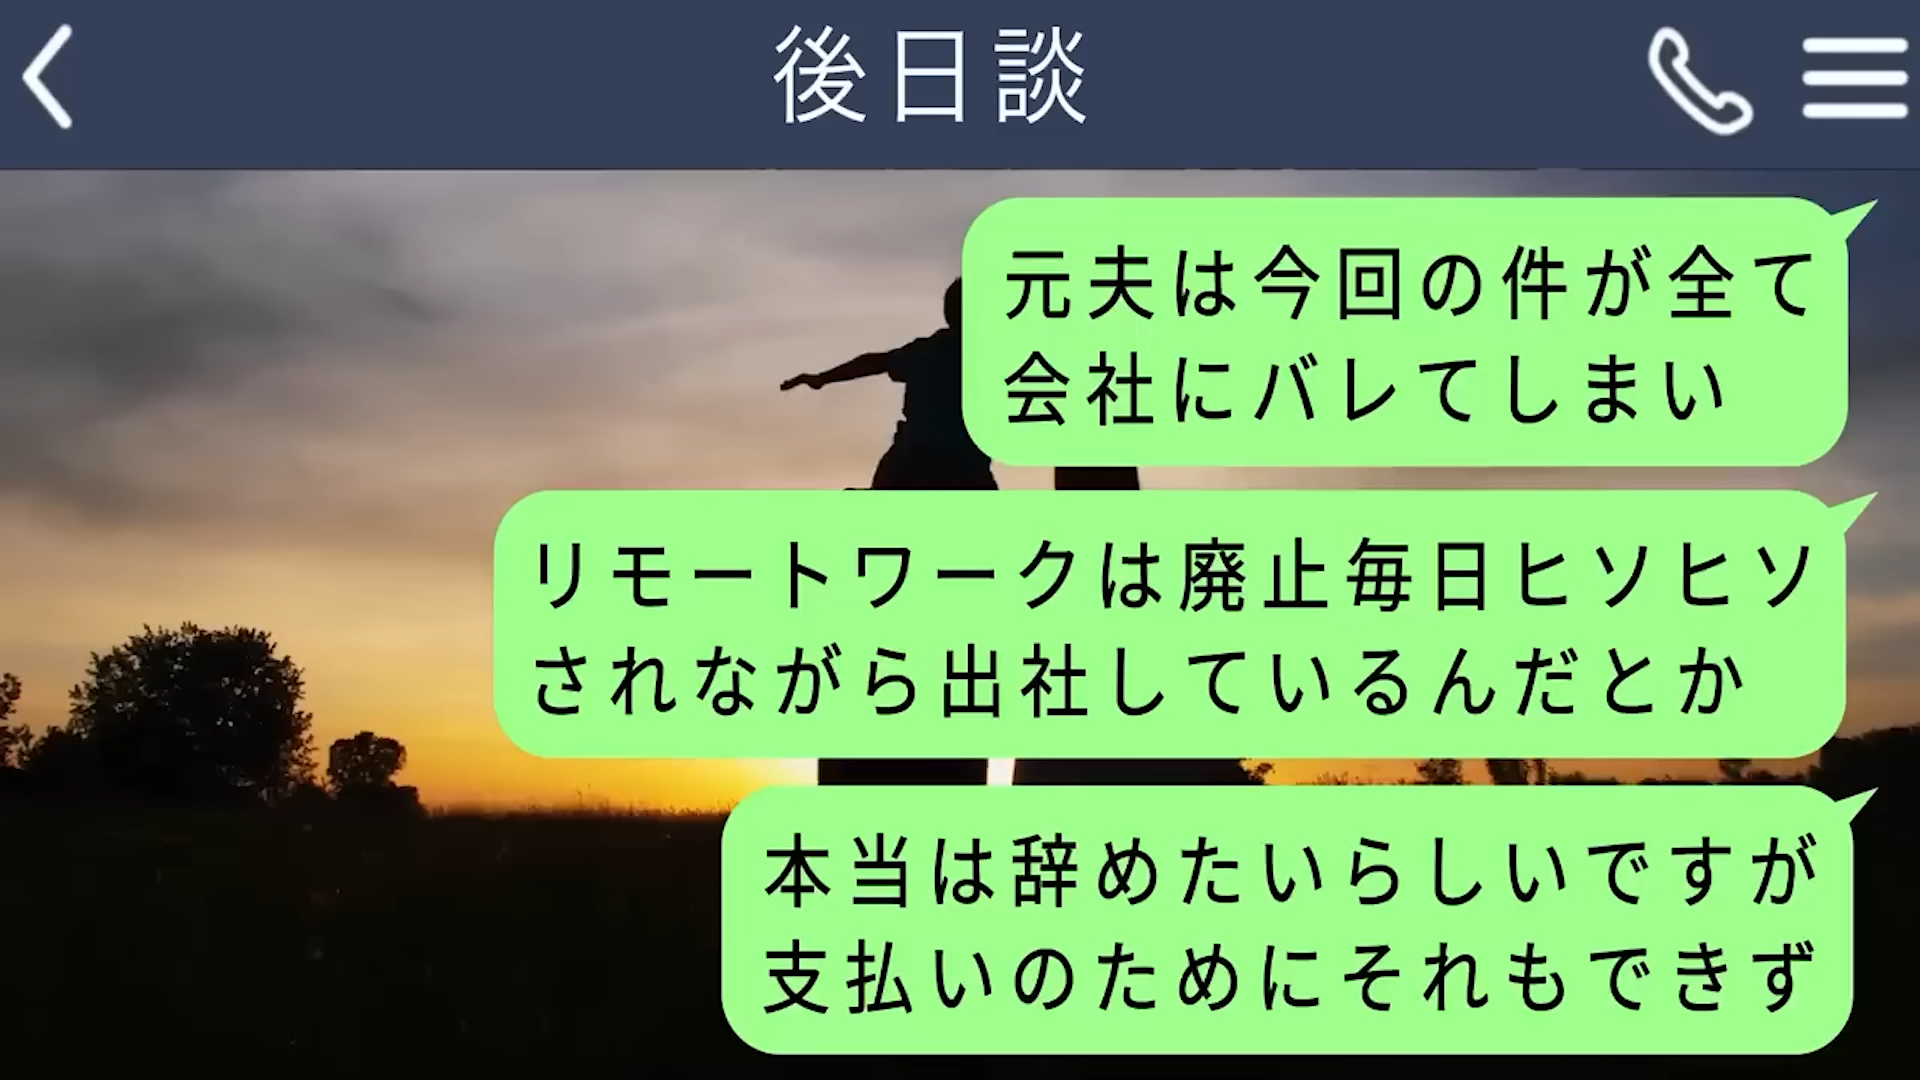 後日談
元夫は今回の件が全て
会社にバレてしまい
リモートワークは廃止毎日ヒソヒソ
されながら出社しているんだとか
本当は辞めたいらしいですが
支払いのためにそれもできず